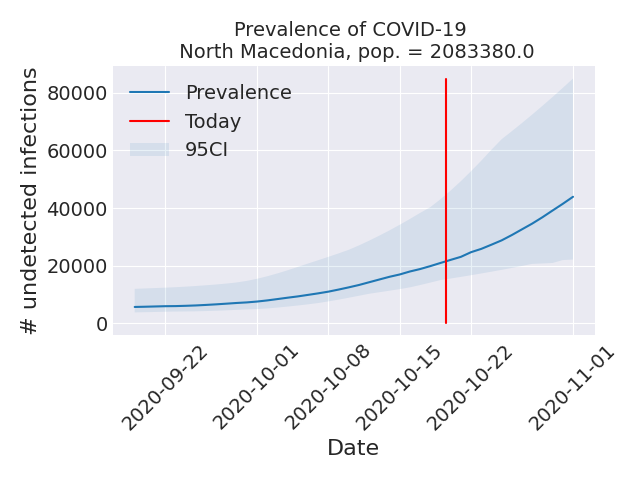 Prevalence of COVID-19
North Macedonia, pop. = 2083380.0
# undetected infections
80000
60000
40000
20000
0
Prevalence
Today
95CI
2020-09-22
2020-10-01
2020-10-08
2020-10-15
2020-10-22
2020-11-01
Date